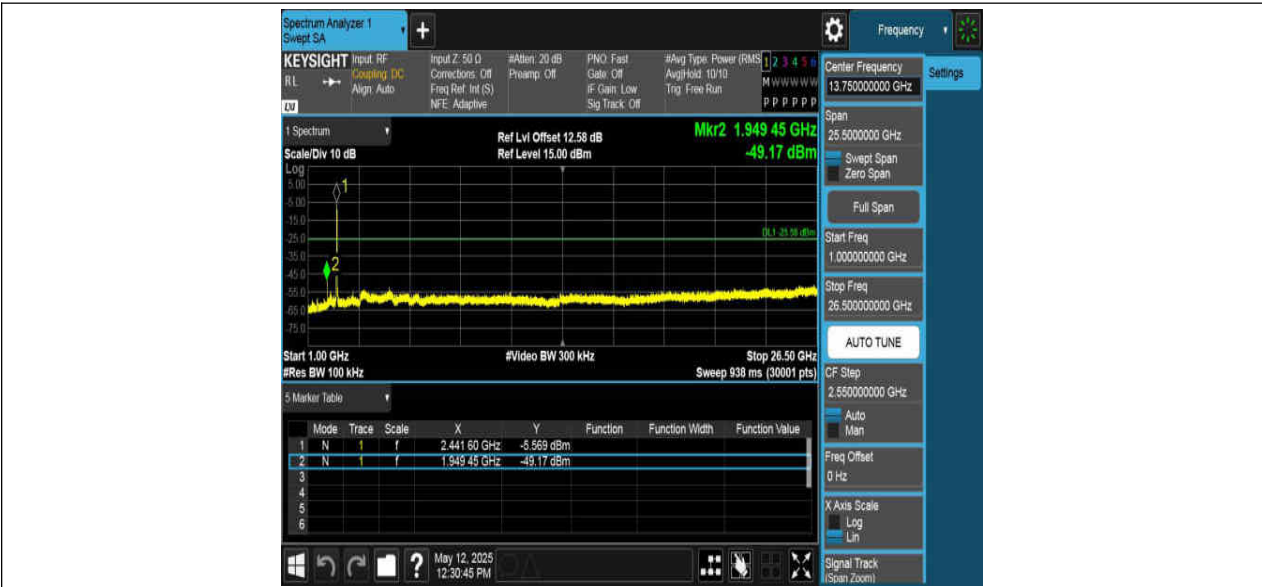 Spectrum Analyzer 1
Swept SA
+
Frequency
KEYSIGHT
RL
LXI
Input: RF
Coupling: DC
Align: Auto
Input Z: 50 Ω
Corrections: Off
Freq Ref: Int (S)
NFE: Adaptive
#Atten: 20 dB
Preamp: Off
PNO: Fast
Gate: Off
IF Gain: Low
Sig Track: Off
#Avg Type: Power (RMS
Avg|Hold: 10/10
Trig: Free Run
1 2 3 4 5 6
M W W W W W
P P P P P P
1 Spectrum
Scale/Div 10 dB
Ref Lvl Offset 12.58 dB
Ref Level 15.00 dBm
Mkr2 1.949 45 GHz
-49.17 dBm
Log
5.00
-5.00
-15.0
-25.0
-35.0
-45.0
-55.0
-65.0
-75.0
1
2
DL1 -25.58 dBm
Start 1.00 GHz
#Res BW 100 kHz
#Video BW 300 kHz
Stop 26.50 GHz
Sweep 938 ms (30001 pts)
5 Marker Table
Mode Trace Scale X Y Function Function Width Function Value
1 N 1 f 2.441 60 GHz -5.569 dBm
2 N 1 f 1.949 45 GHz -49.17 dBm
3
4
5
6
?
May 12, 2025
12:30:45 PM
Center Frequency
13.750000000 GHz
Settings
Span
25.5000000 GHz
Swept Span
Zero Span
Full Span
Start Freq
1.000000000 GHz
Stop Freq
26.500000000 GHz
AUTO TUNE
CF Step
2.550000000 GHz
Auto
Man
Freq Offset
0 Hz
X Axis Scale
Log
Lin
Signal Track
(Span Zoom)